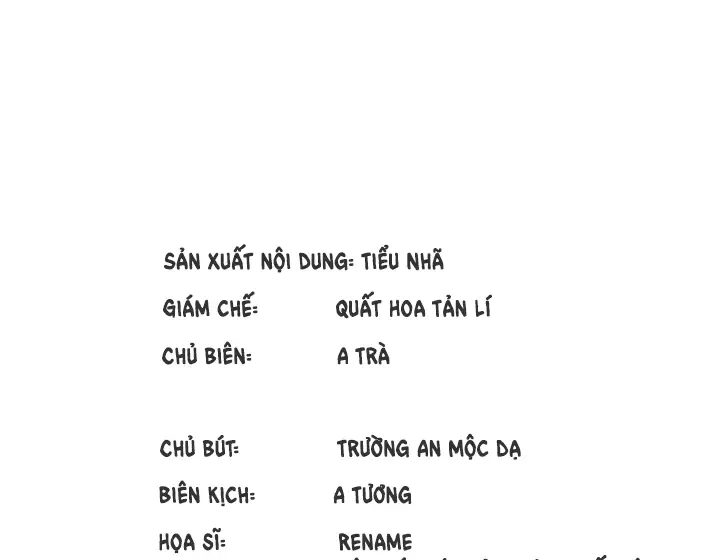 SẢN XUẤT NỘI DUNG: TIỂU NHÃ
GIÁM CHẾ: QUẤT HOA TẢN LÍ
CHỦ BIÊN: A TRÀ
CHỦ BÚT: TRƯỜNG AN MỘC DẠ
BIÊN KỊCH: A TƯƠNG
HỌA SĨ: RENAME